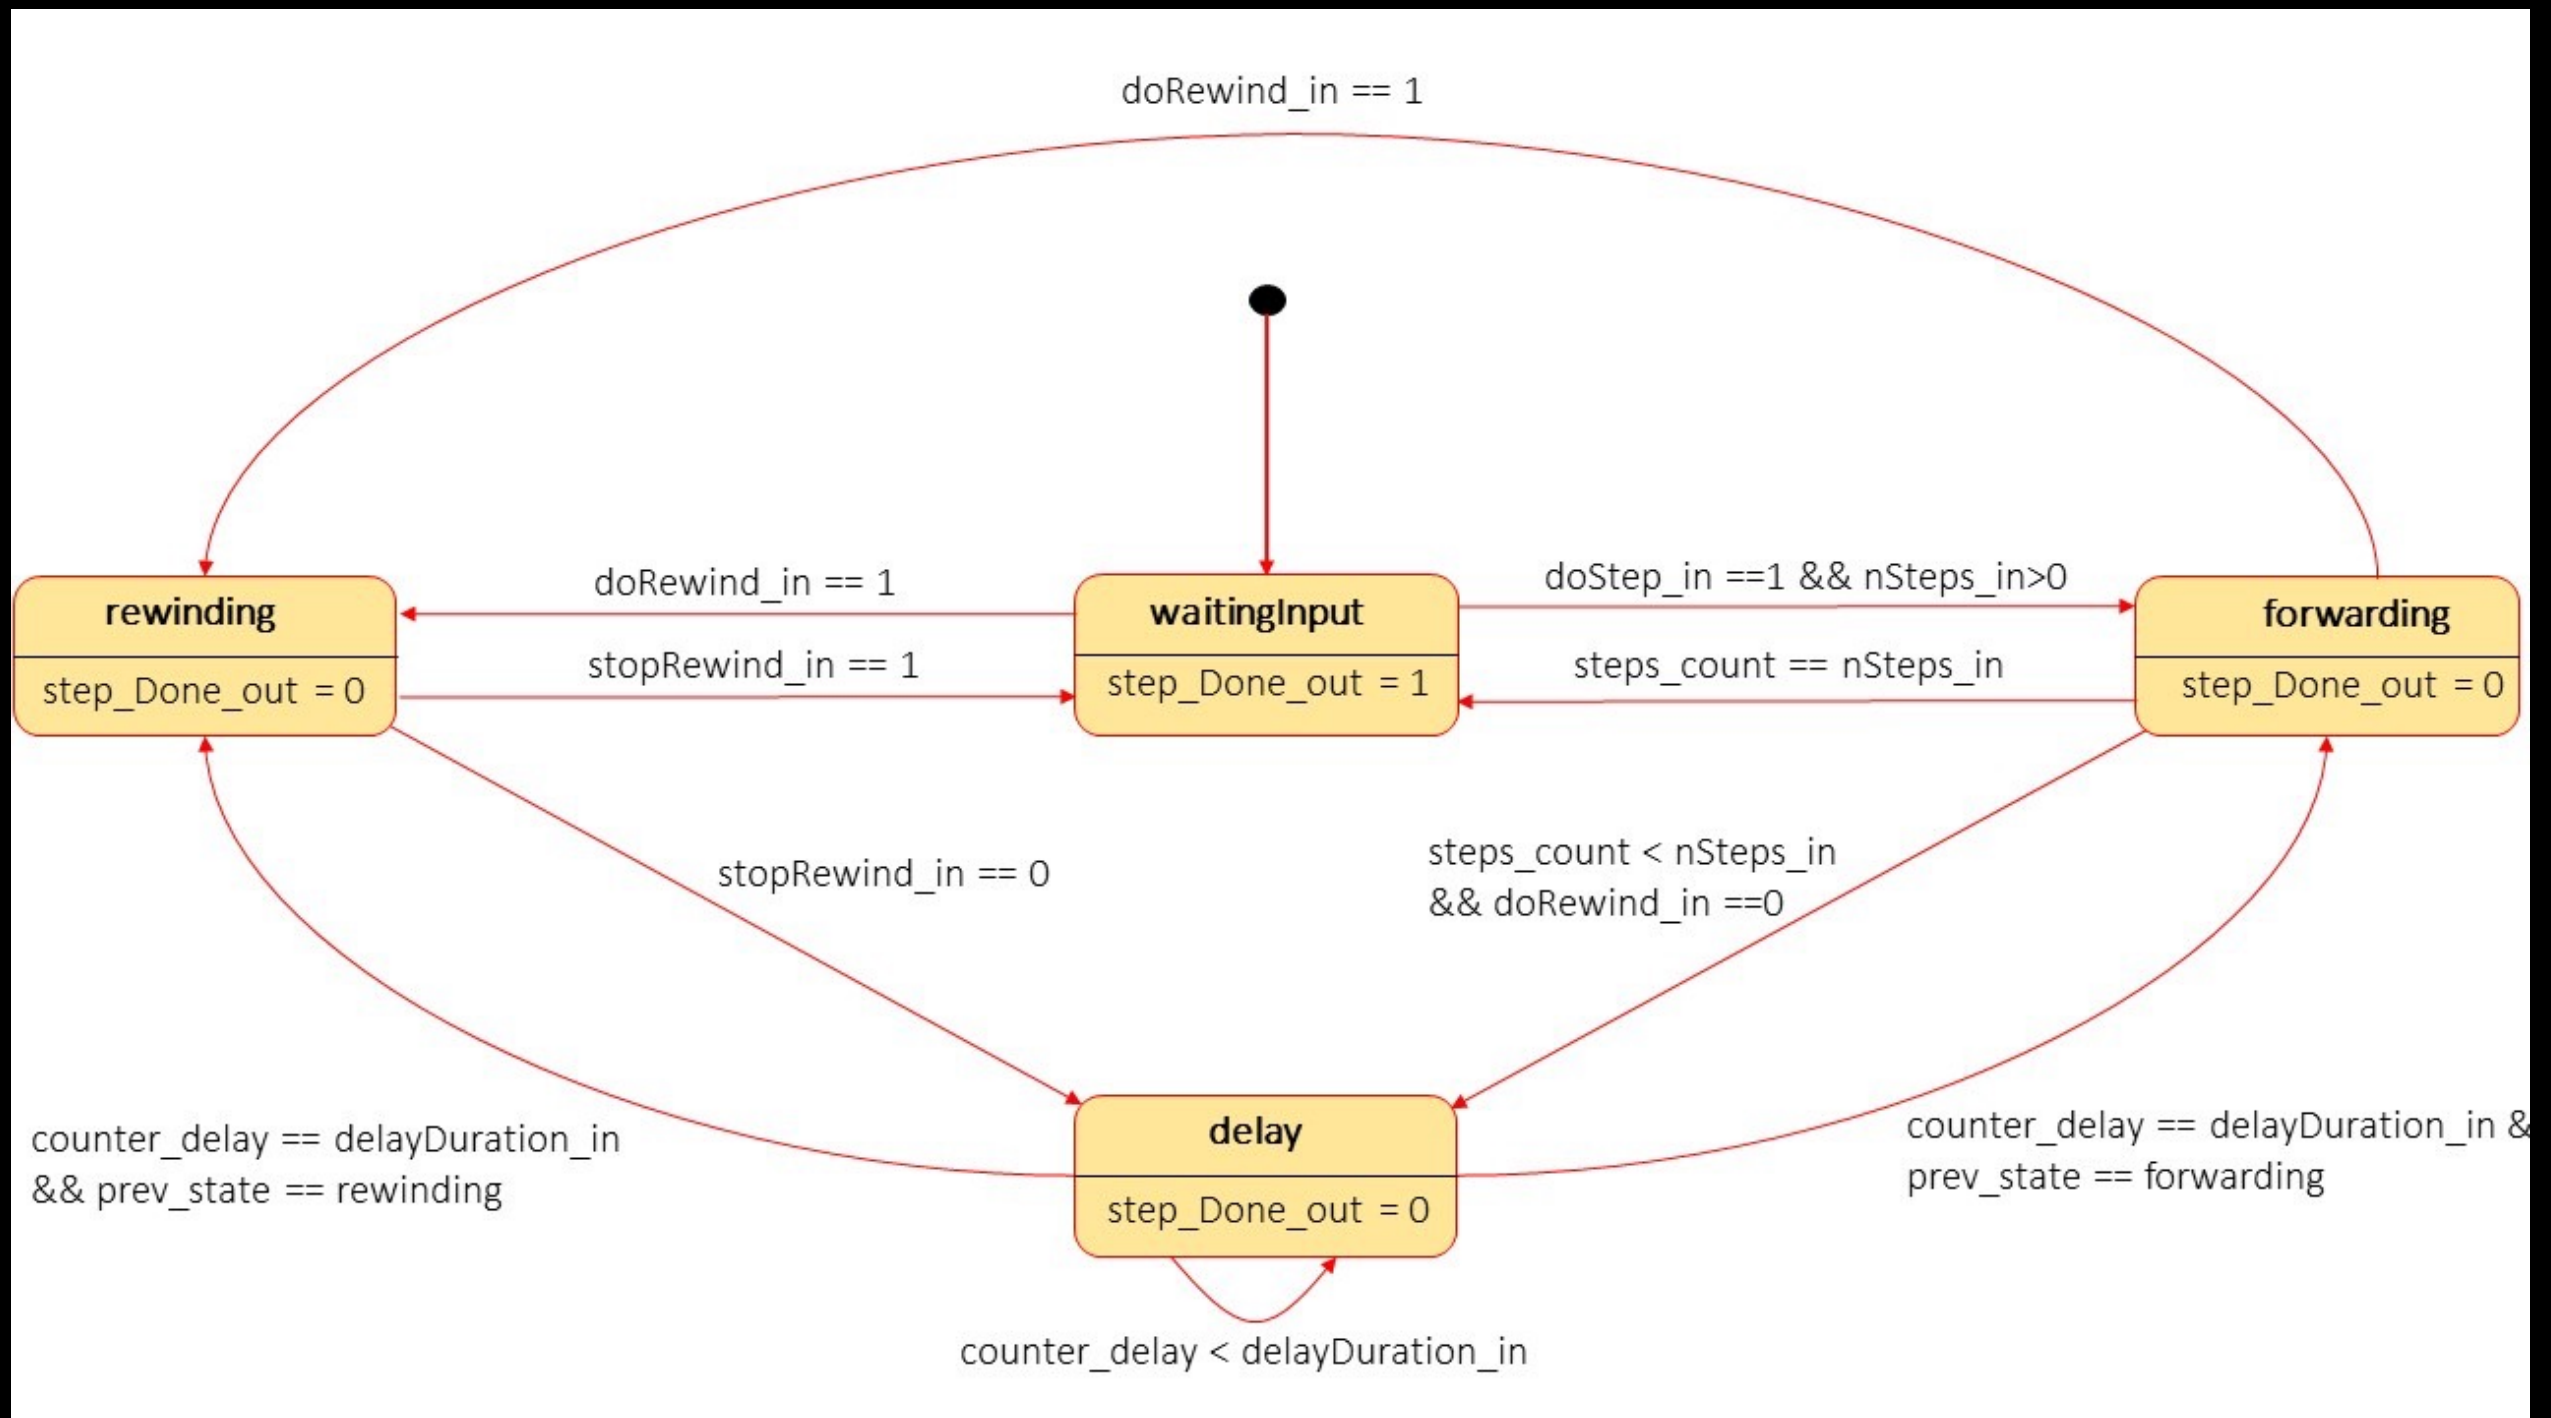 doRewind_in == 1
doRewind_in == 1
doStep_in ==1 && nSteps_in>0
rewinding
waitingInput
forwarding
stopRewind_in == 1
steps_count == nSteps_in
step_Done_out = 0
step_Done_out = 1
step_Done_out = 0
stopRewind_in == 0
steps_count < nSteps_in
&& doRewind_in ==0
counter_delay == delayDuration_in
&& prev_state == rewinding
delay
step_Done_out = 0
counter_delay == delayDuration_in &
prev_state == forwarding
counter_delay < delayDuration_in